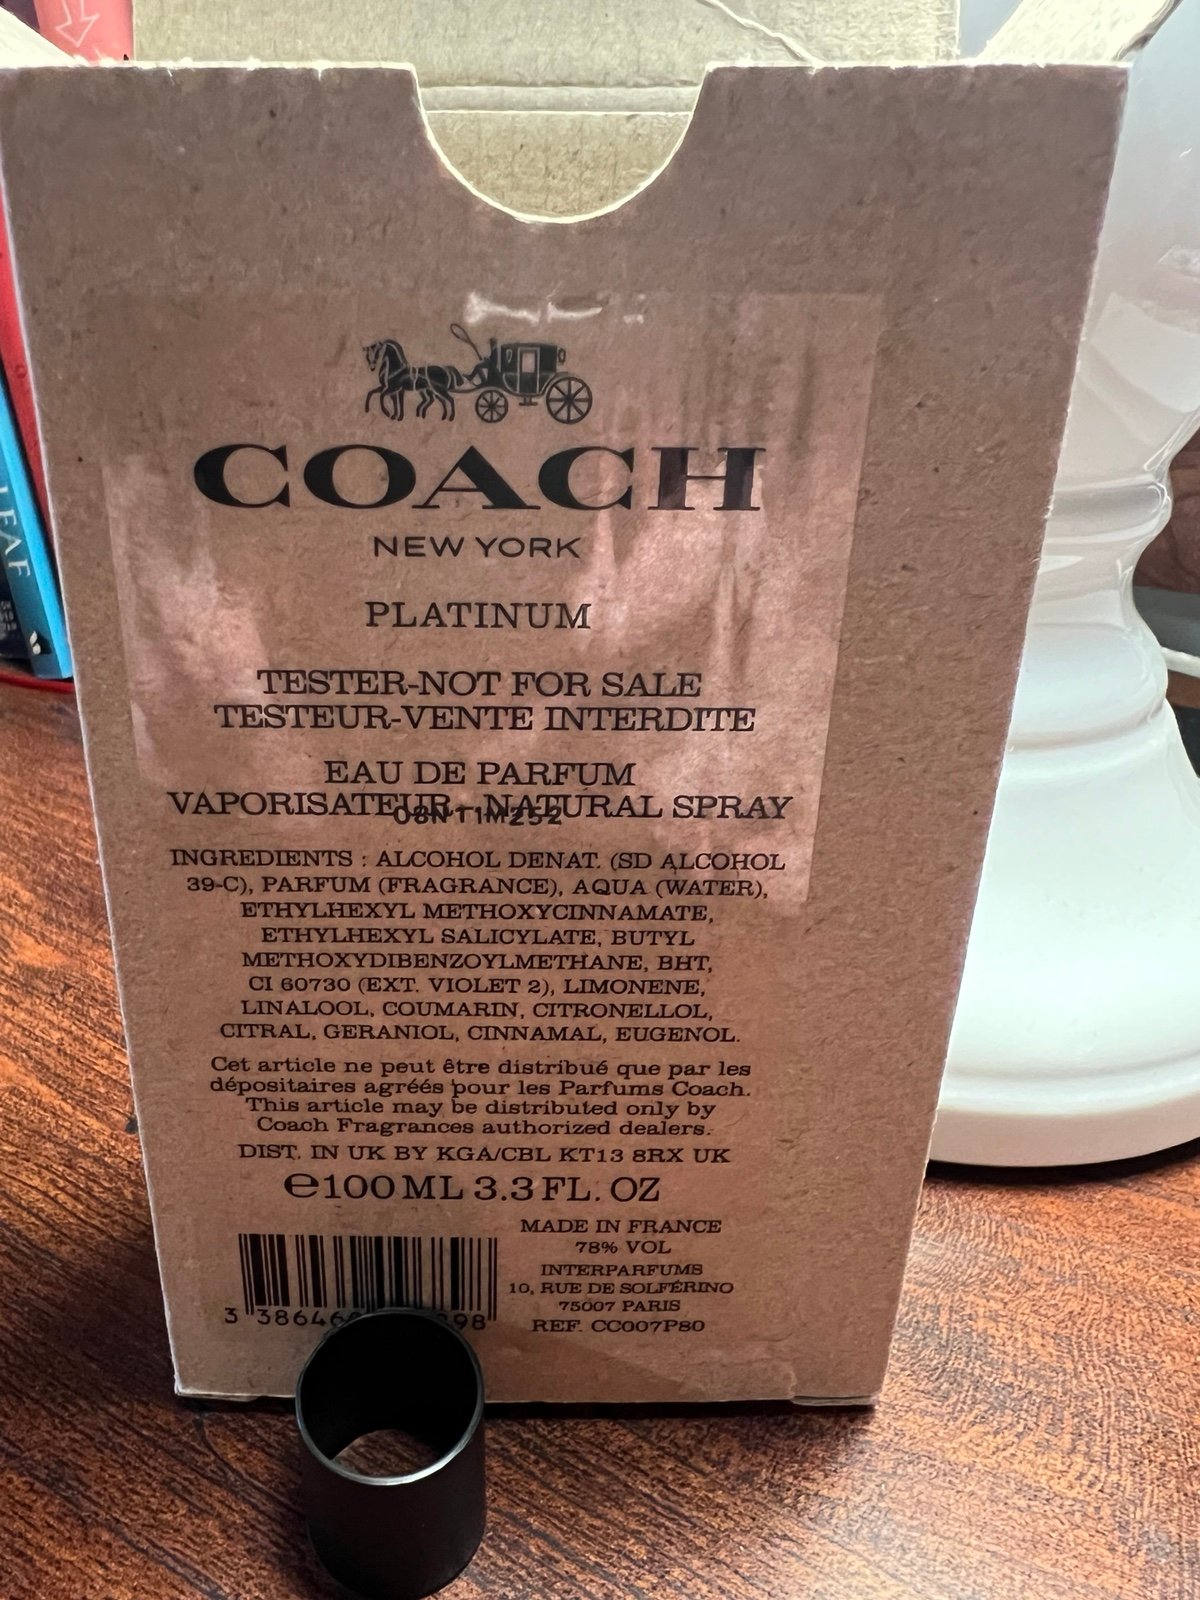 COACH
NEW YORK
PLATINUM
TESTER-NOT FOR SALE
TESTEUR-VENTE INTERDITE
EAU DE PARFUM
VAPORISATEUR - NATURAL SPRAY
INGREDIENTS : ALCOHOL DENAT. (SD ALCOHOL
39-C), PARFUM (FRAGRANCE), AQUA (WATER),
ETHYLHEXYL METHOXYCINNAMATE,
ETHYLHEXYL SALICYLATE, BUTYL
METHOXYDIBENZOYLMETHANE, BHT,
CI 60730 (EXT. VIOLET 2), LIMONENE,
LINALOOL, COUMARIN, CITRONELLOL,
CITRAL, GERANIOL, CINNAMAL, EUGENOL.
Cet article ne peut être distribué que par les
dépositaires agréés pour les Parfums Coach.
This article may be distributed only by
Coach Fragrances authorized dealers.
DIST. IN UK BY KGA/CBL KT13 8RX UK
℮100ML 3.3FL. OZ
MADE IN FRANCE
78% VOL
INTERPARFUMS
10, RUE DE SOLFÉRINO
75007 PARIS
REF. CC007P80
LEAF